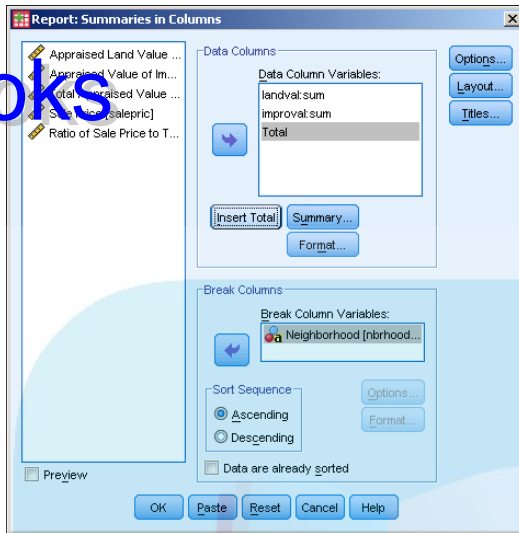 Report: Summaries in Columns
Appraised Land Value ...
Appraised Value of Im...
Total Appraised Value ...
Sale Price [salepric]
Ratio of Sale Price to T...
oks
Preview
Data Columns
Data Column Variables:
landval:sum
improval:sum
Total
Insert Total
Summary...
Format...
Break Columns
Break Column Variables:
Neighborhood [nbrhood...
Sort Sequence
Ascending
Descending
Options...
Format...
Data are already sorted
Options...
Layout...
Titles...
OK
Paste
Reset
Cancel
Help